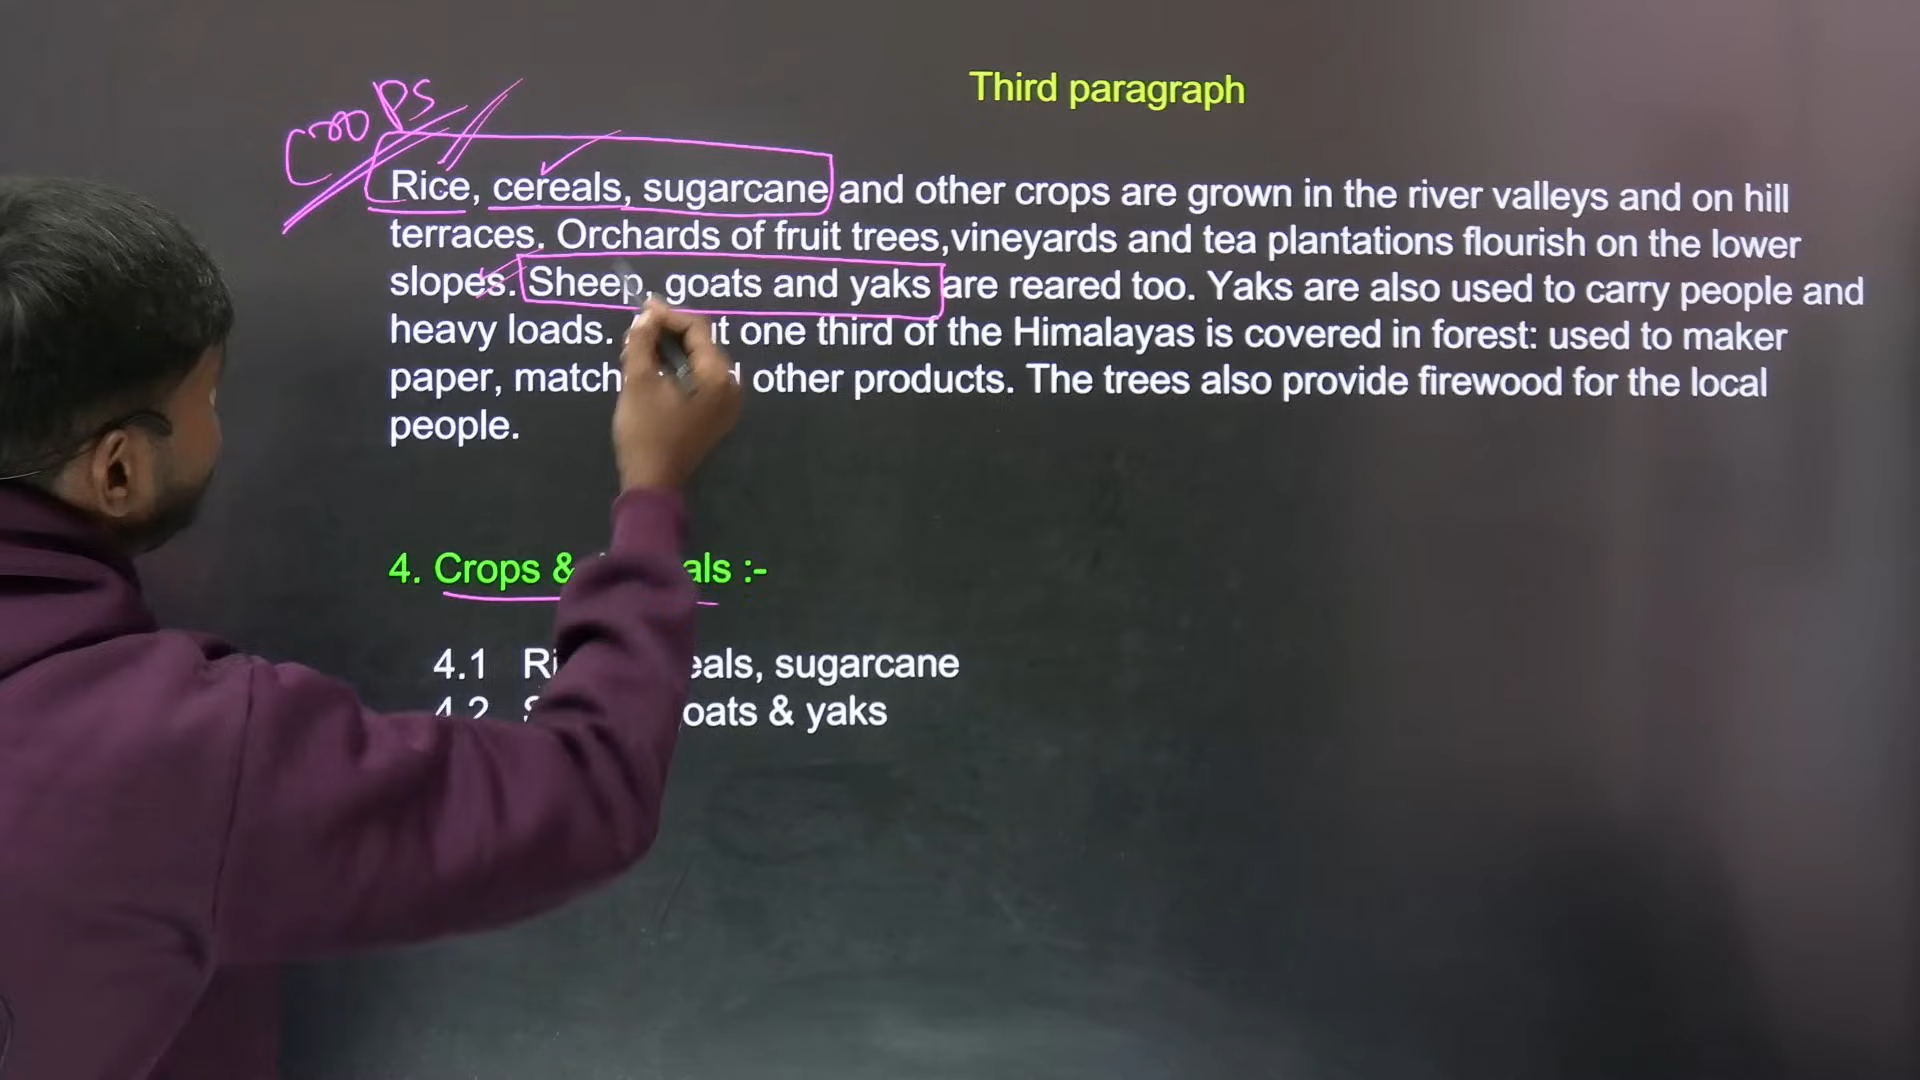 Third paragraph
crops
Rice, cereals, sugarcane and other crops are grown in the river valleys and on hill
terraces. Orchards of fruit trees,vineyards and tea plantations flourish on the lower
slopes. Sheep, goats and yaks are reared too. Yaks are also used to carry people and
heavy loads. one third of the Himalayas is covered in forest: used to maker
paper, other products. The trees also provide firewood for the local
people.
4. Crops & :-
4.1 sugarcane
4.2 & yaks